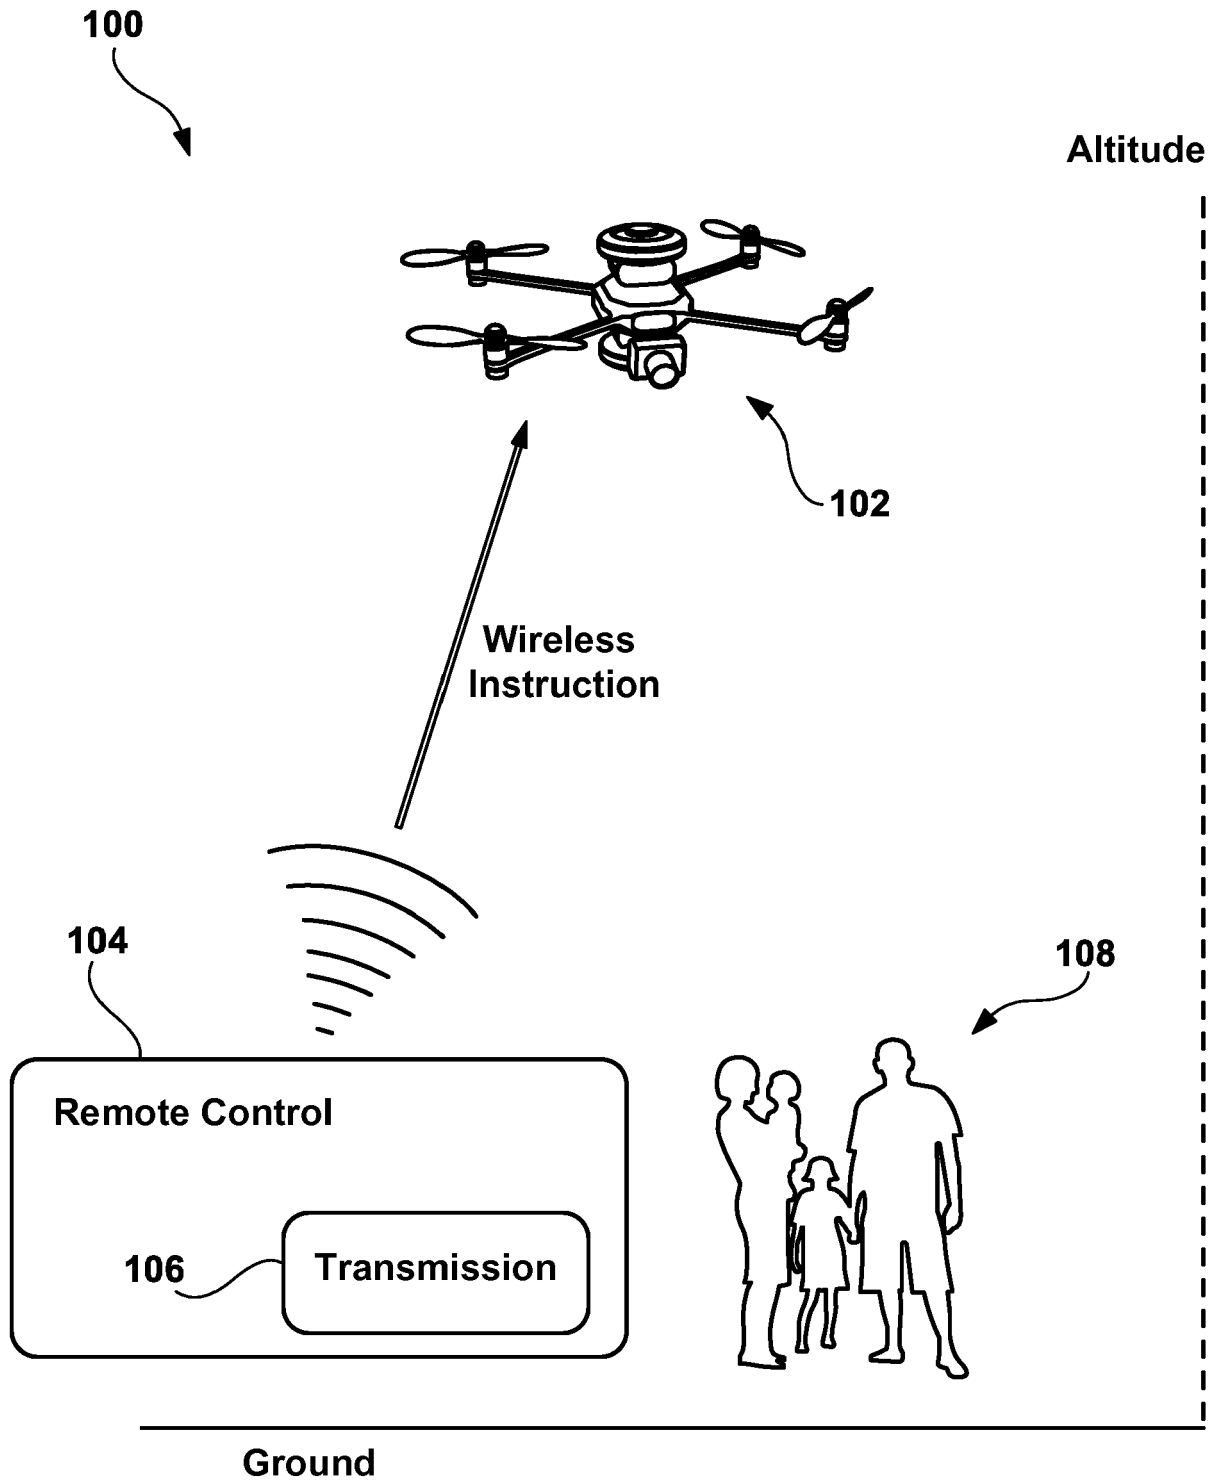 100
Altitude
102
Wireless
Instruction
104
108
Remote Control
106
Transmission
Ground